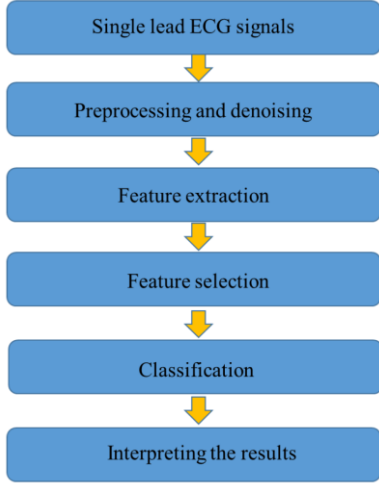 Single lead ECG signals
Preprocessing and denoising
Feature extraction
Feature selection
Classification
Interpreting the results